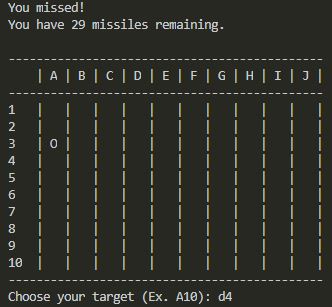 You missed!
You have 29 missiles remaining.
----------------------------------------
    | A | B | C | D | E | F | G | H | I | J |
----------------------------------------
1   |   |   |   |   |   |   |   |   |   |   |
2   |   |   |   |   |   |   |   |   |   |   |
3   | O |   |   |   |   |   |   |   |   |   |
4   |   |   |   |   |   |   |   |   |   |   |
5   |   |   |   |   |   |   |   |   |   |   |
6   |   |   |   |   |   |   |   |   |   |   |
7   |   |   |   |   |   |   |   |   |   |   |
8   |   |   |   |   |   |   |   |   |   |   |
9   |   |   |   |   |   |   |   |   |   |   |
10  |   |   |   |   |   |   |   |   |   |   |
----------------------------------------
Choose your target (Ex. A10): d4